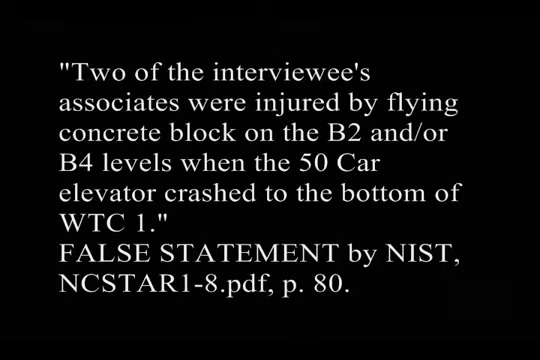 "Two of the interviewee's
associates were injured by flying
concrete block on the B2 and/or
B4 levels when the 50 Car
elevator crashed to the bottom of
WTC 1."
FALSE STATEMENT by NIST,
NCSTAR1-8.pdf, p. 80.